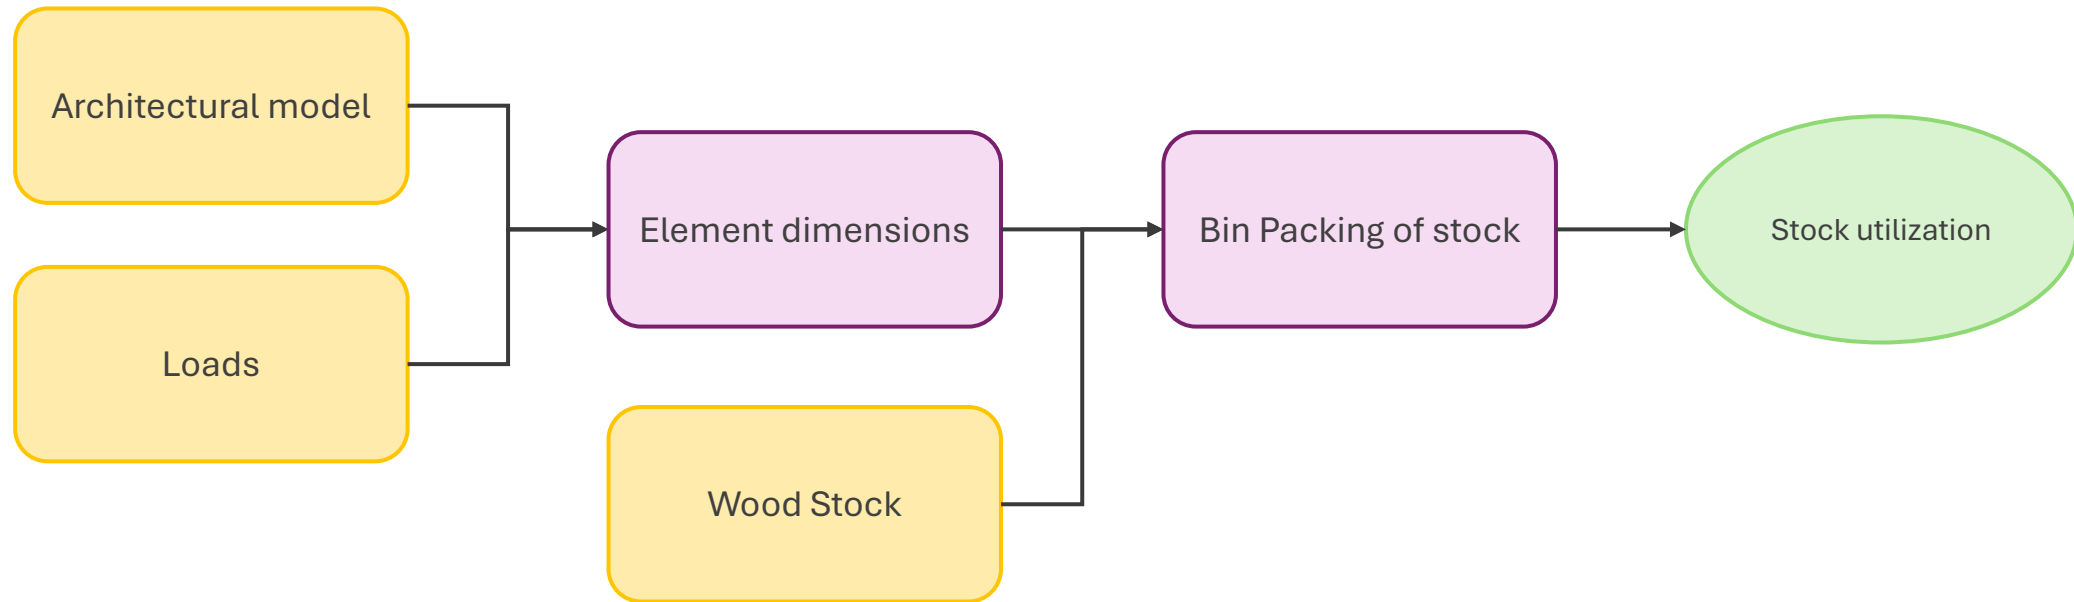 Architectural model
Loads
Element dimensions
Wood Stock
Bin Packing of stock
Stock utilization